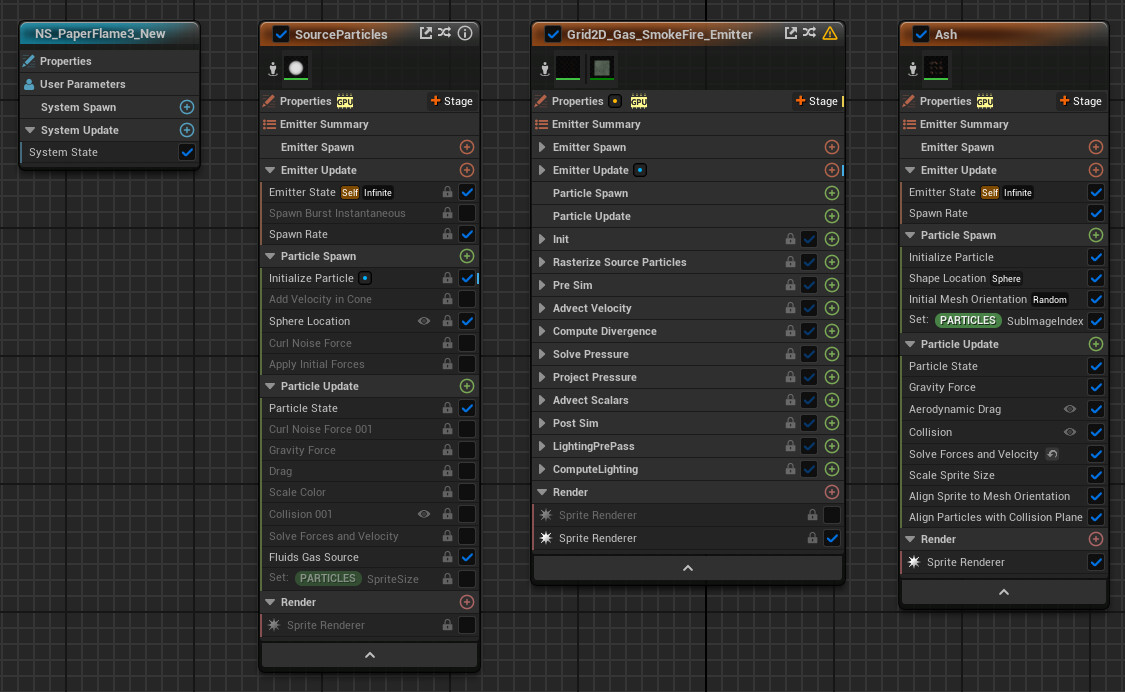 NS_PaperFlame3_New
Properties
User Parameters
System Spawn
System Update
System State
SourceParticles
Properties GPU + Stage
Emitter Summary
Emitter Spawn
Emitter Update
Emitter State Self Infinite
Spawn Burst Instantaneous
Spawn Rate
Particle Spawn
Initialize Particle
Add Velocity in Cone
Sphere Location
Curl Noise Force
Apply Initial Forces
Particle Update
Particle State
Curl Noise Force 001
Gravity Force
Drag
Scale Color
Collision 001
Solve Forces and Velocity
Fluids Gas Source
Set: PARTICLES SpriteSize
Render
Sprite Renderer
Grid2D_Gas_SmokeFire_Emitter
Properties GPU + Stage
Emitter Summary
Emitter Spawn
Emitter Update
Particle Spawn
Particle Update
Init
Rasterize Source Particles
Pre Sim
Advect Velocity
Compute Divergence
Solve Pressure
Project Pressure
Advect Scalars
Post Sim
LightingPrePass
ComputeLighting
Render
Sprite Renderer
Sprite Renderer
Ash
Properties GPU + Stage
Emitter Summary
Emitter Spawn
Emitter Update
Emitter State Self Infinite
Spawn Rate
Particle Spawn
Initialize Particle
Shape Location Sphere
Initial Mesh Orientation Random
Set: PARTICLES SubImageIndex
Particle Update
Particle State
Gravity Force
Aerodynamic Drag
Collision
Solve Forces and Velocity
Scale Sprite Size
Align Sprite to Mesh Orientation
Align Particles with Collision Plane
Render
Sprite Renderer